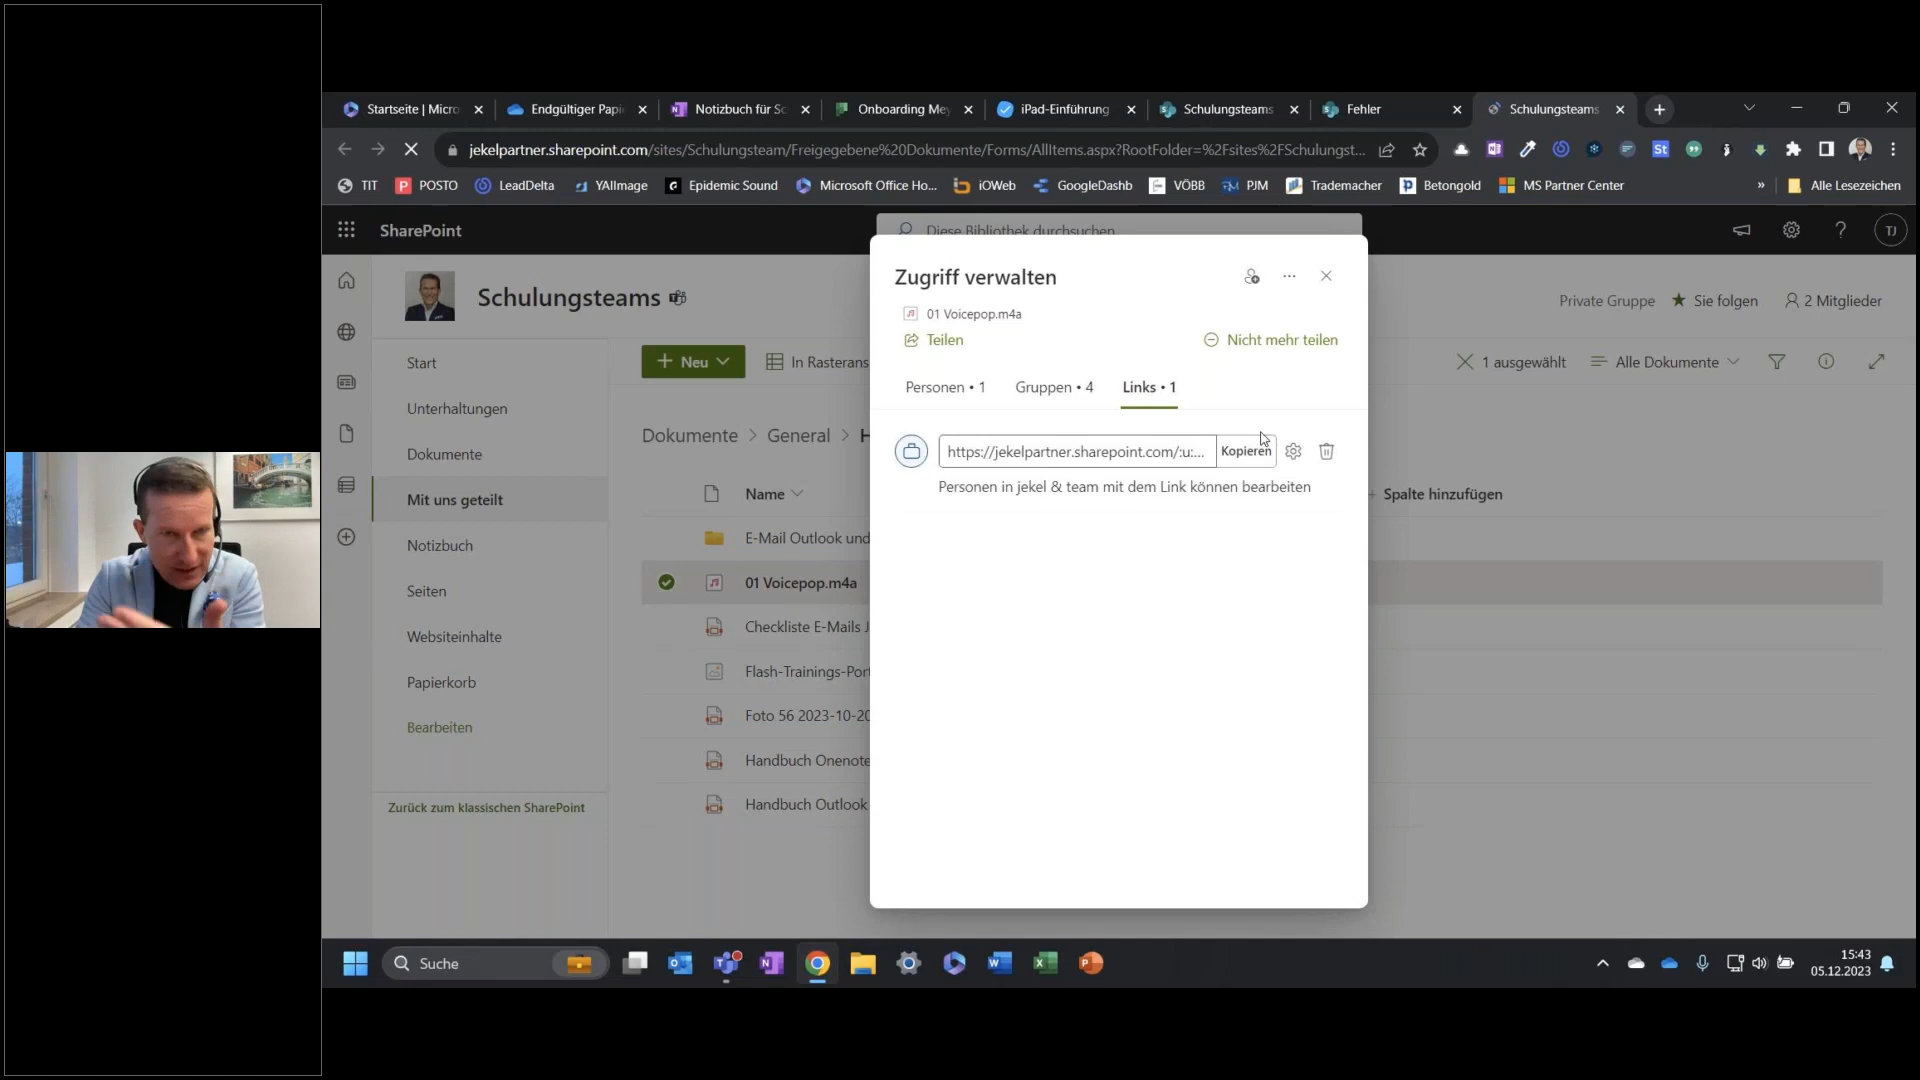 Startseite | Micro
Endgültiger Papi
Notizbuch für Sc
Onboarding Mey
iPad-Einführung
Schulungsteams
Fehler
Schulungsteams
jekelpartner.sharepoint.com/sites/Schulungsteam/Freigegebene%20Dokumente/Forms/AllItems.aspx?RootFolder=%2Fsites%2FSchulungst...
TIT
POSTO
LeadDelta
YAIImage
Epidemic Sound
Microsoft Office Ho...
iOWeb
GoogleDashb
VÖBB
PJM
Trademacher
Betongold
MS Partner Center
»
Alle Lesezeichen
SharePoint
Diese Bibliothek durchsuchen
TJ
Schulungsteams
Private Gruppe
Sie folgen
2 Mitglieder
Start
Unterhaltungen
Dokumente
Mit uns geteilt
Notizbuch
Seiten
Websiteinhalte
Papierkorb
Bearbeiten
Zurück zum klassischen SharePoint
+ Neu
In Rasterans
1 ausgewählt
Alle Dokumente
Dokumente > General > H
Name
Spalte hinzufügen
E-Mail Outlook und
01 Voicepop.m4a
Checkliste E-Mails J
Flash-Trainings-Port
Foto 56 2023-10-20
Handbuch Onenote
Handbuch Outlook
Zugriff verwalten
01 Voicepop.m4a
Teilen
Nicht mehr teilen
Personen • 1
Gruppen • 4
Links • 1
https://jekelpartner.sharepoint.com/:u:...
Kopieren
Personen in jekel & team mit dem Link können bearbeiten
Suche
15:43
05.12.2023